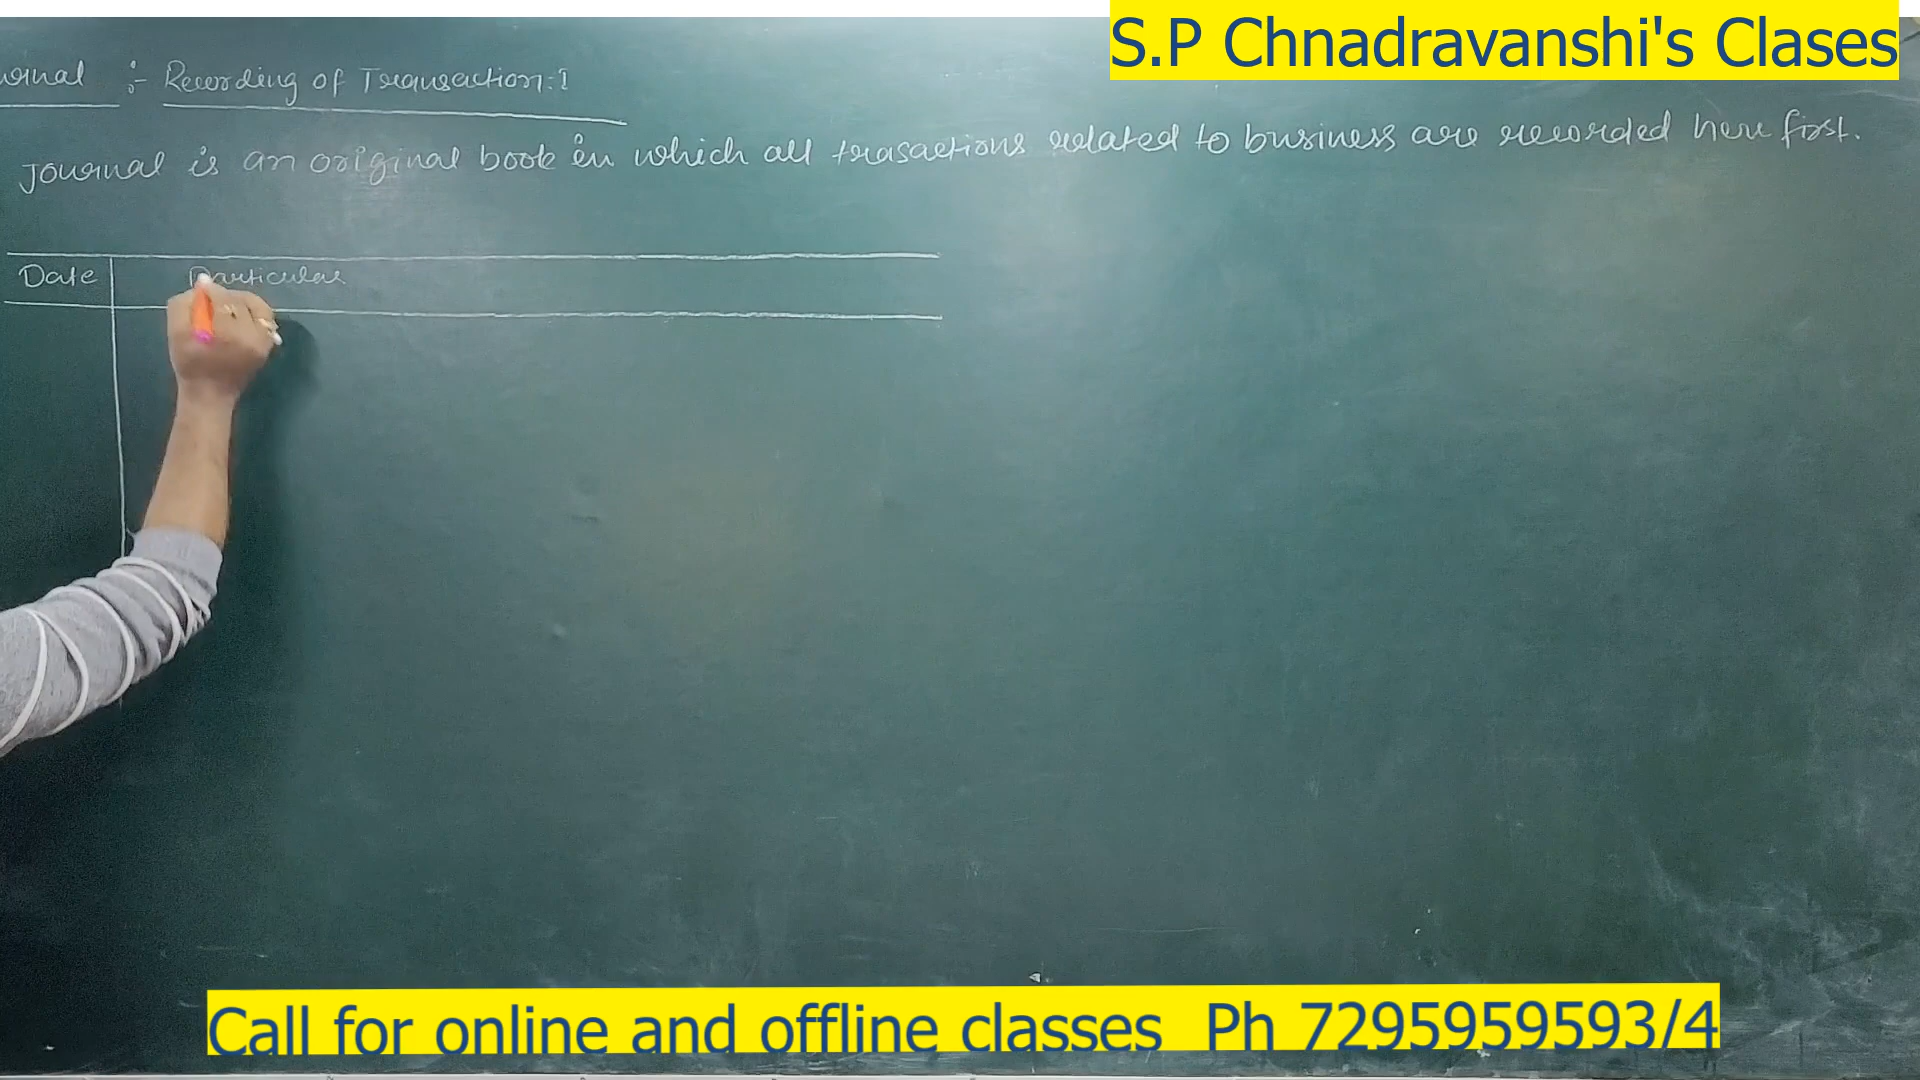 S.P Chnadravanshi's Clases
urnal :- Recording of Transaction:-
Journal is an original book in which all trasactions related to business are recorded here first.
Date Particular
Call for online and offline classes Ph 7295959593/4